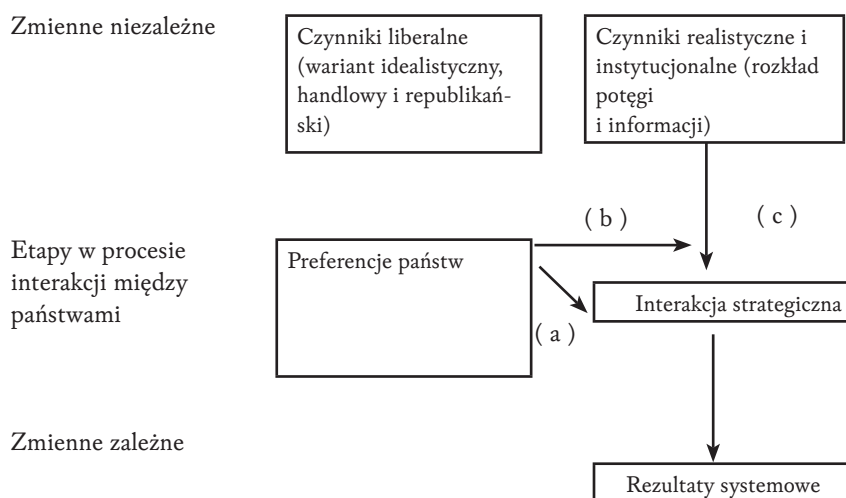 Zmienne niezależne
Czynniki liberalne
(wariant idealistyczny,
handlowy i republikań-
ski)
Czynniki realistyczne i
instytucjonalne (rozkład
potęgi
i informacji)
( b )
( c )
Etapy w procesie
interakcji między
państwami
Preferencje państw
Interakcja strategiczna
( a )
Zmienne zależne
Rezultaty systemowe